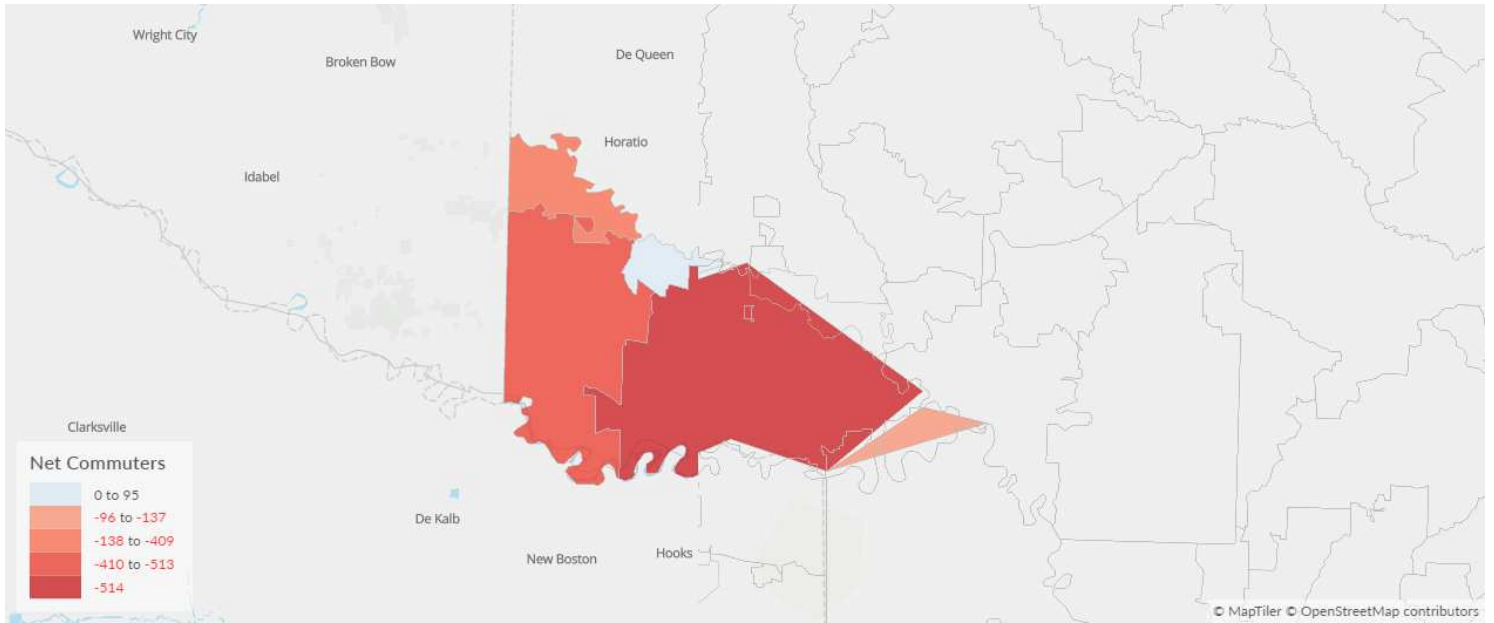 Wright City
Broken Bow
De Queen
Horatio
Idabel
Clarksville
De Kalb
New Boston
Hooks
Net Commuters
0 to 95
-96 to -137
-138 to -409
-410 to -513
-514
© MapTiler © OpenStreetMap contributors